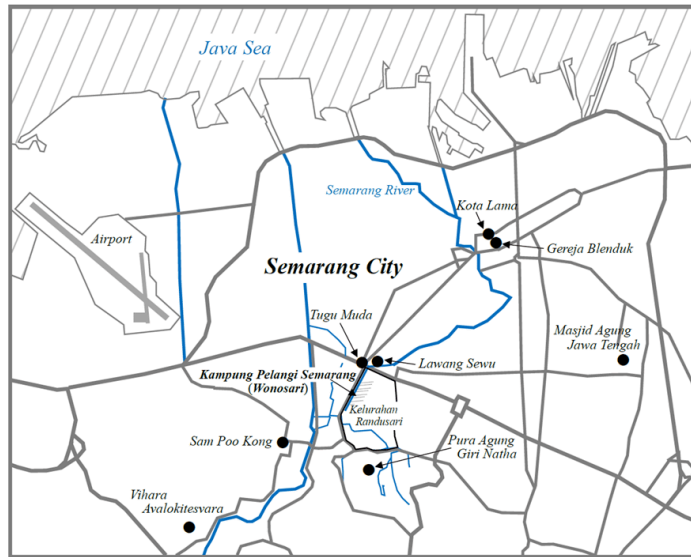 Java Sea
Semarang River
Kota Lama
Airport
Gereja Blenduk
Semarang City
Tugu Muda
Masjid Agung
Jawa Tengah
Lawang Sewu
Kampung Pelangi Semarang
(Wonosari)
Kelurahan
Randusari
Sam Poo Kong
Pura Agung
Giri Natha
Vihara
Avalokitesvara